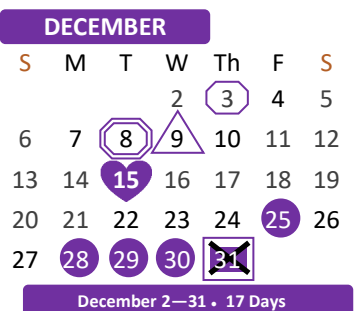 DECEMBER
S M T W Th F S
2 3 4 5
6 7 8 9 10 11 12
13 14 15 16 17 18 19
20 21 22 23 24 25 26
27 28 29 30 31
December 2—31 • 17 Days